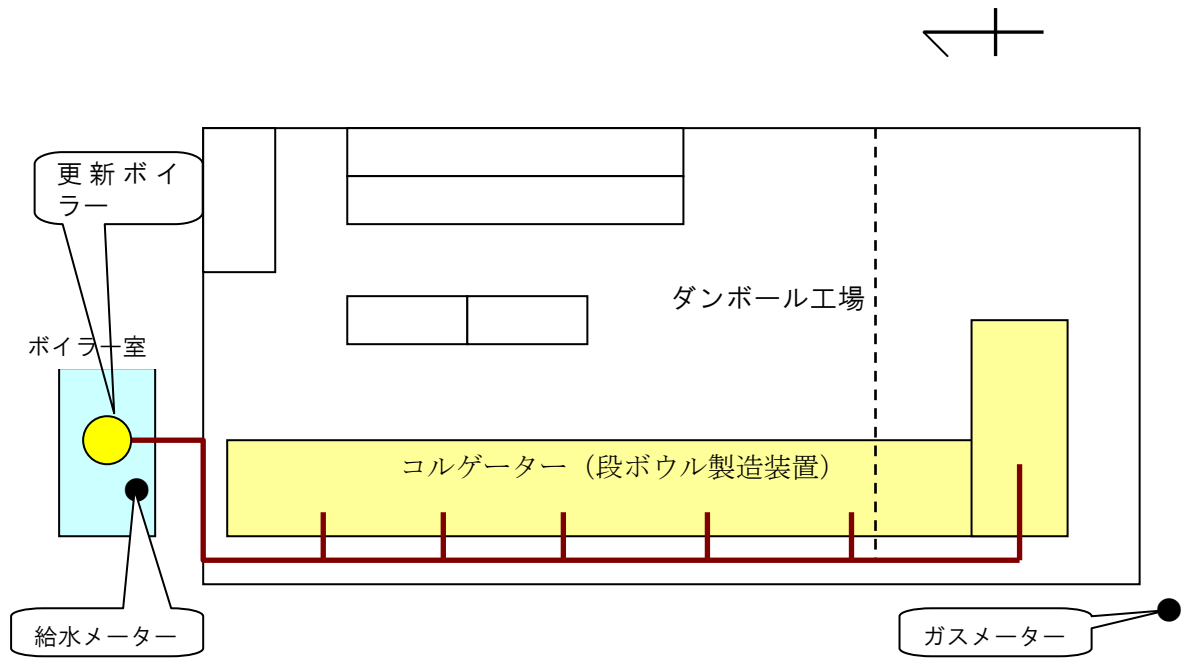 更新ボイ
ラー
ダンボール工場
ボイラー室
コルゲーター（段ボウル製造装置）
給水メーター
ガスメーター